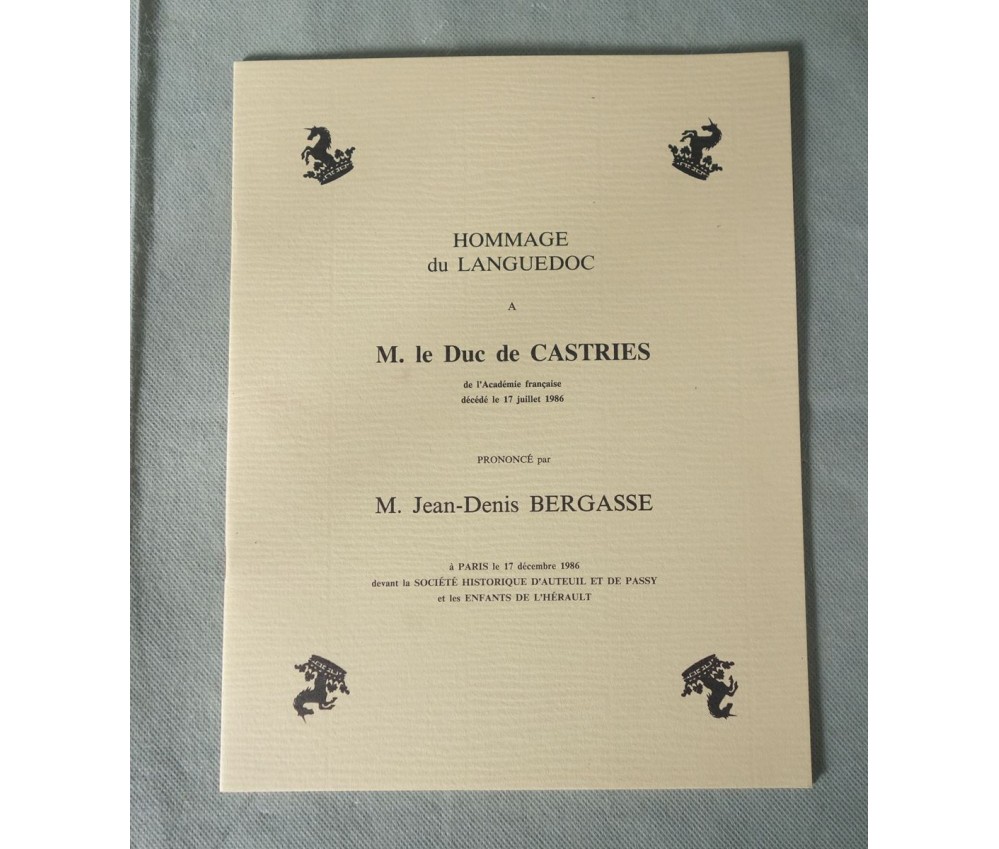 HOMMAGE
du LANGUEDOC
A
M. le Duc de CASTRIES
de l'Académie française
décédé le 17 juillet 1986
PRONONCÉ par
M. Jean-Denis BERGASSE
à PARIS le 17 décembre 1986
devant la SOCIÉTÉ HISTORIQUE D'AUTEUIL ET DE PASSY
et les ENFANTS DE L'HÉRAULT